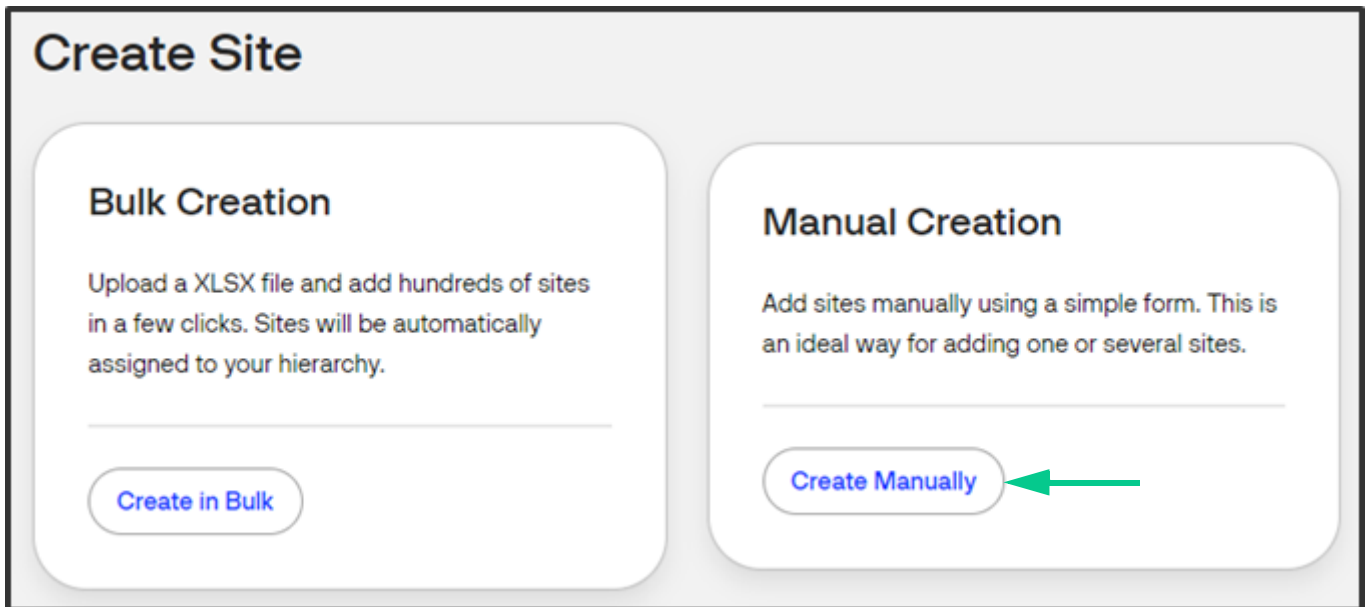 Create Site
Bulk Creation
Upload a XLSX file and add hundreds of sites
in a few clicks. Sites will be automatically
assigned to your hierarchy.
Create in Bulk
Manual Creation
Add sites manually using a simple form. This is
an ideal way for adding one or several sites.
Create Manually